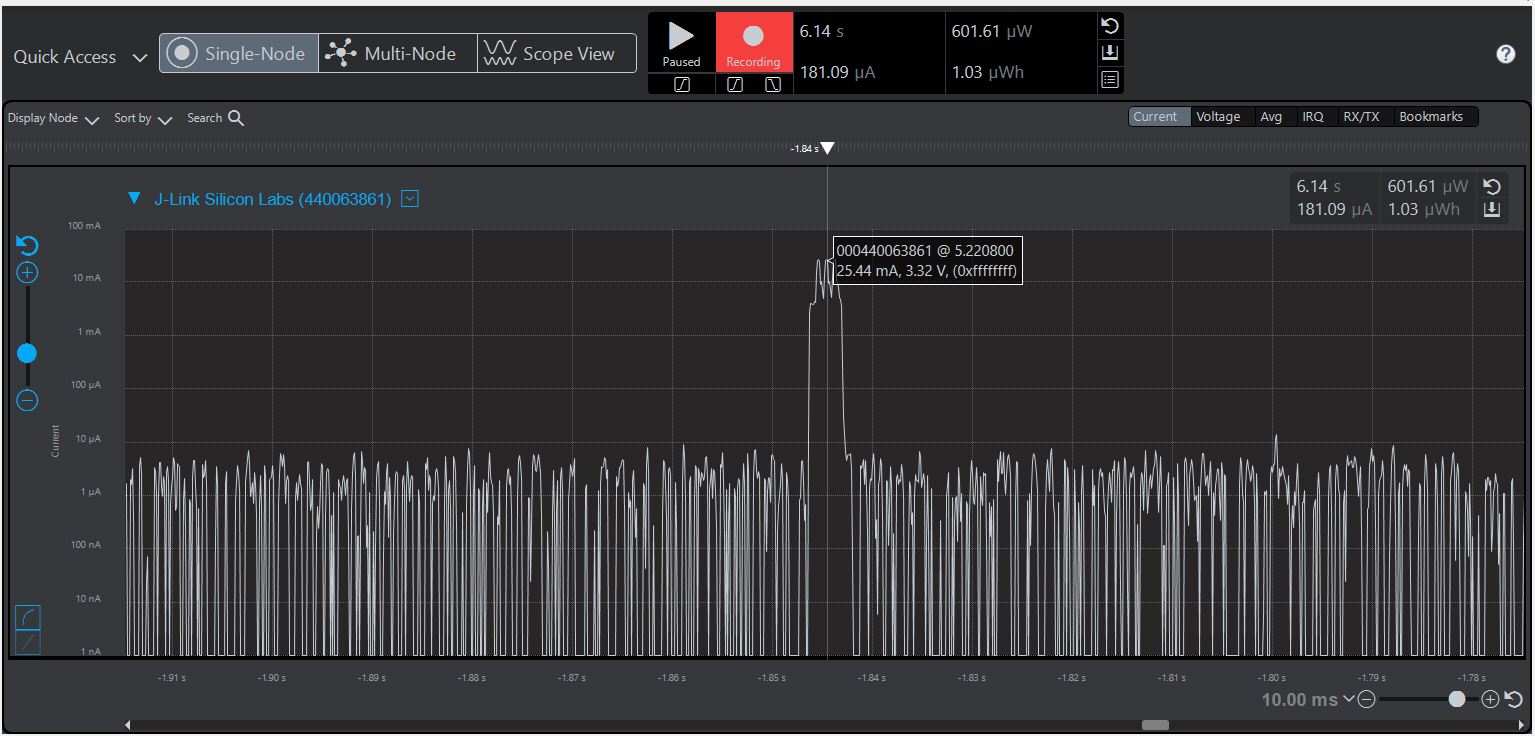 Quick Access
Single-Node
Multi-Node
Scope View
Paused
Recording
6.14 s
181.09 µA
601.61 µW
1.03 µWh
?
Display Node
Sort by
Search
Current
Voltage
Avg
IRQ
RX/TX
Bookmarks
-1.84 s
J-Link Silicon Labs (440063861)
6.14 s
181.09 µA
601.61 µW
1.03 µWh
000440063861 @ 5.220800
25.44 mA, 3.32 V, (0xffffffff)
100 mA
10 mA
1 mA
100 µA
10 µA
1 µA
100 nA
10 nA
1 nA
Current
-1.91 s
-1.90 s
-1.89 s
-1.88 s
-1.87 s
-1.86 s
-1.85 s
-1.84 s
-1.83 s
-1.82 s
-1.81 s
-1.80 s
-1.79 s
-1.78 s
10.00 ms